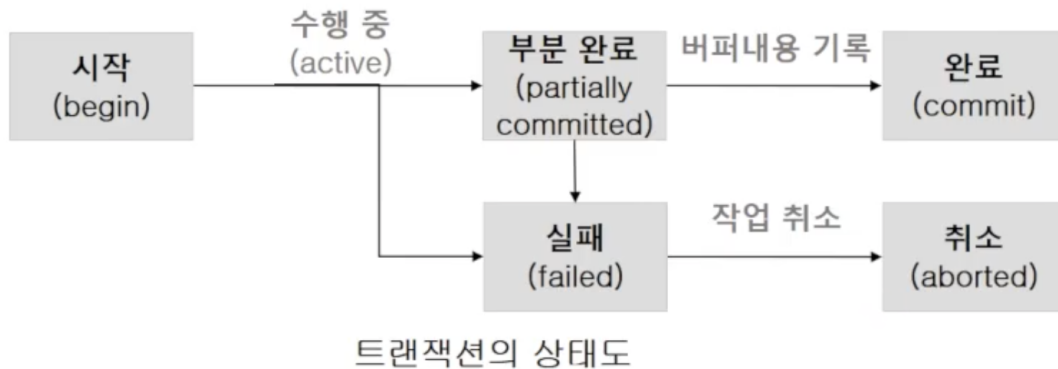 시작
(begin)
수행 중
(active)
부분 완료
(partially
committed)
버퍼내용 기록
완료
(commit)
실패
(failed)
작업 취소
취소
(aborted)
트랜잭션의 상태도